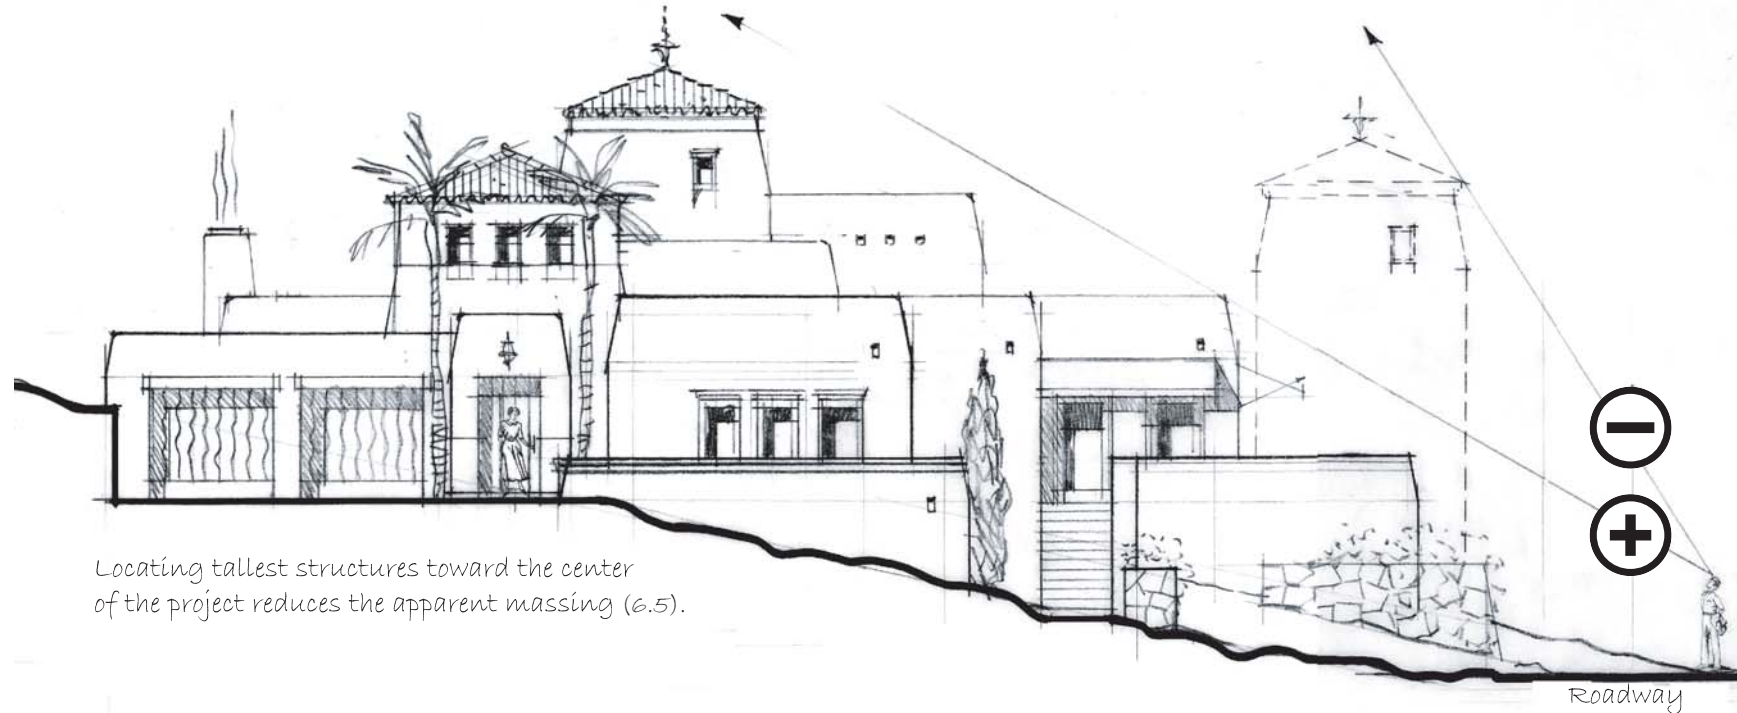 Locating tallest structures toward the center
of the project reduces the apparent massing (6.5).
Roadway